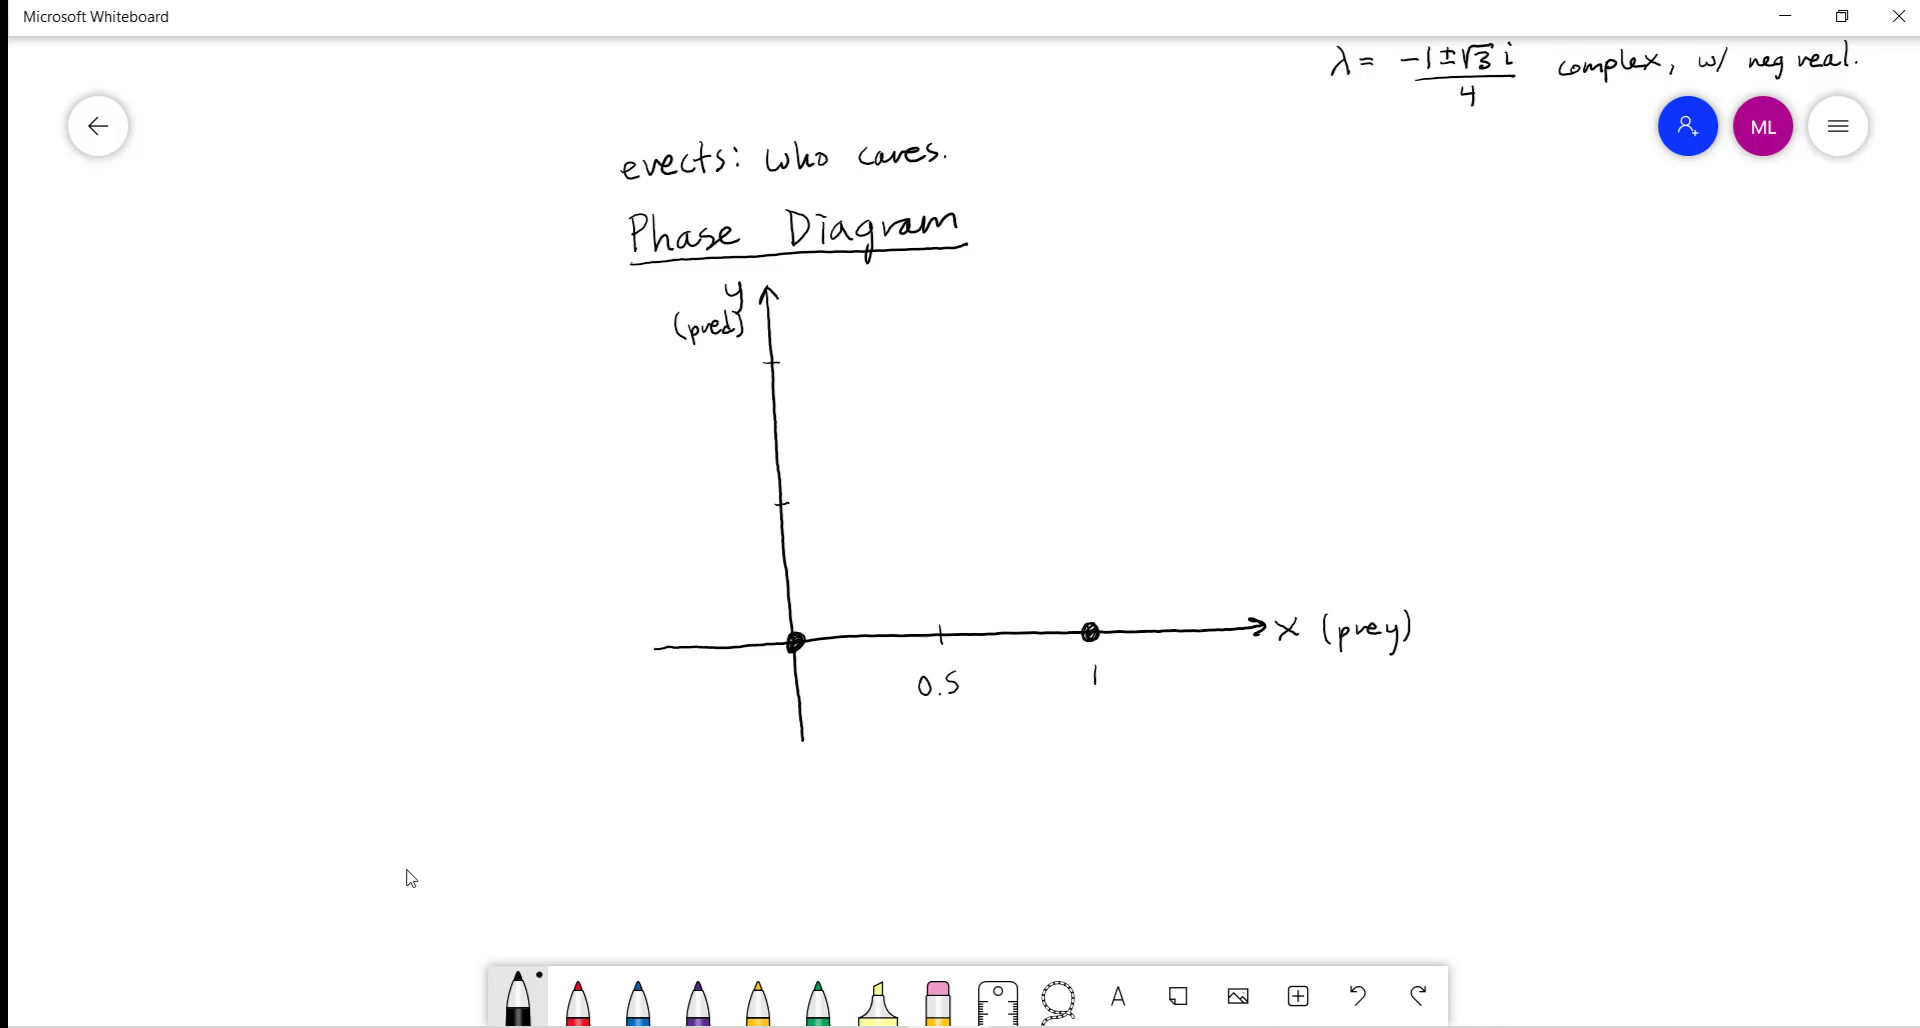 Microsoft Whiteboard
λ = -1±√3 i / 4 complex, w/ neg real.
ML
evects: who cares.
Phase Diagram
y
(pred)
x (prey)
0.5 1
A